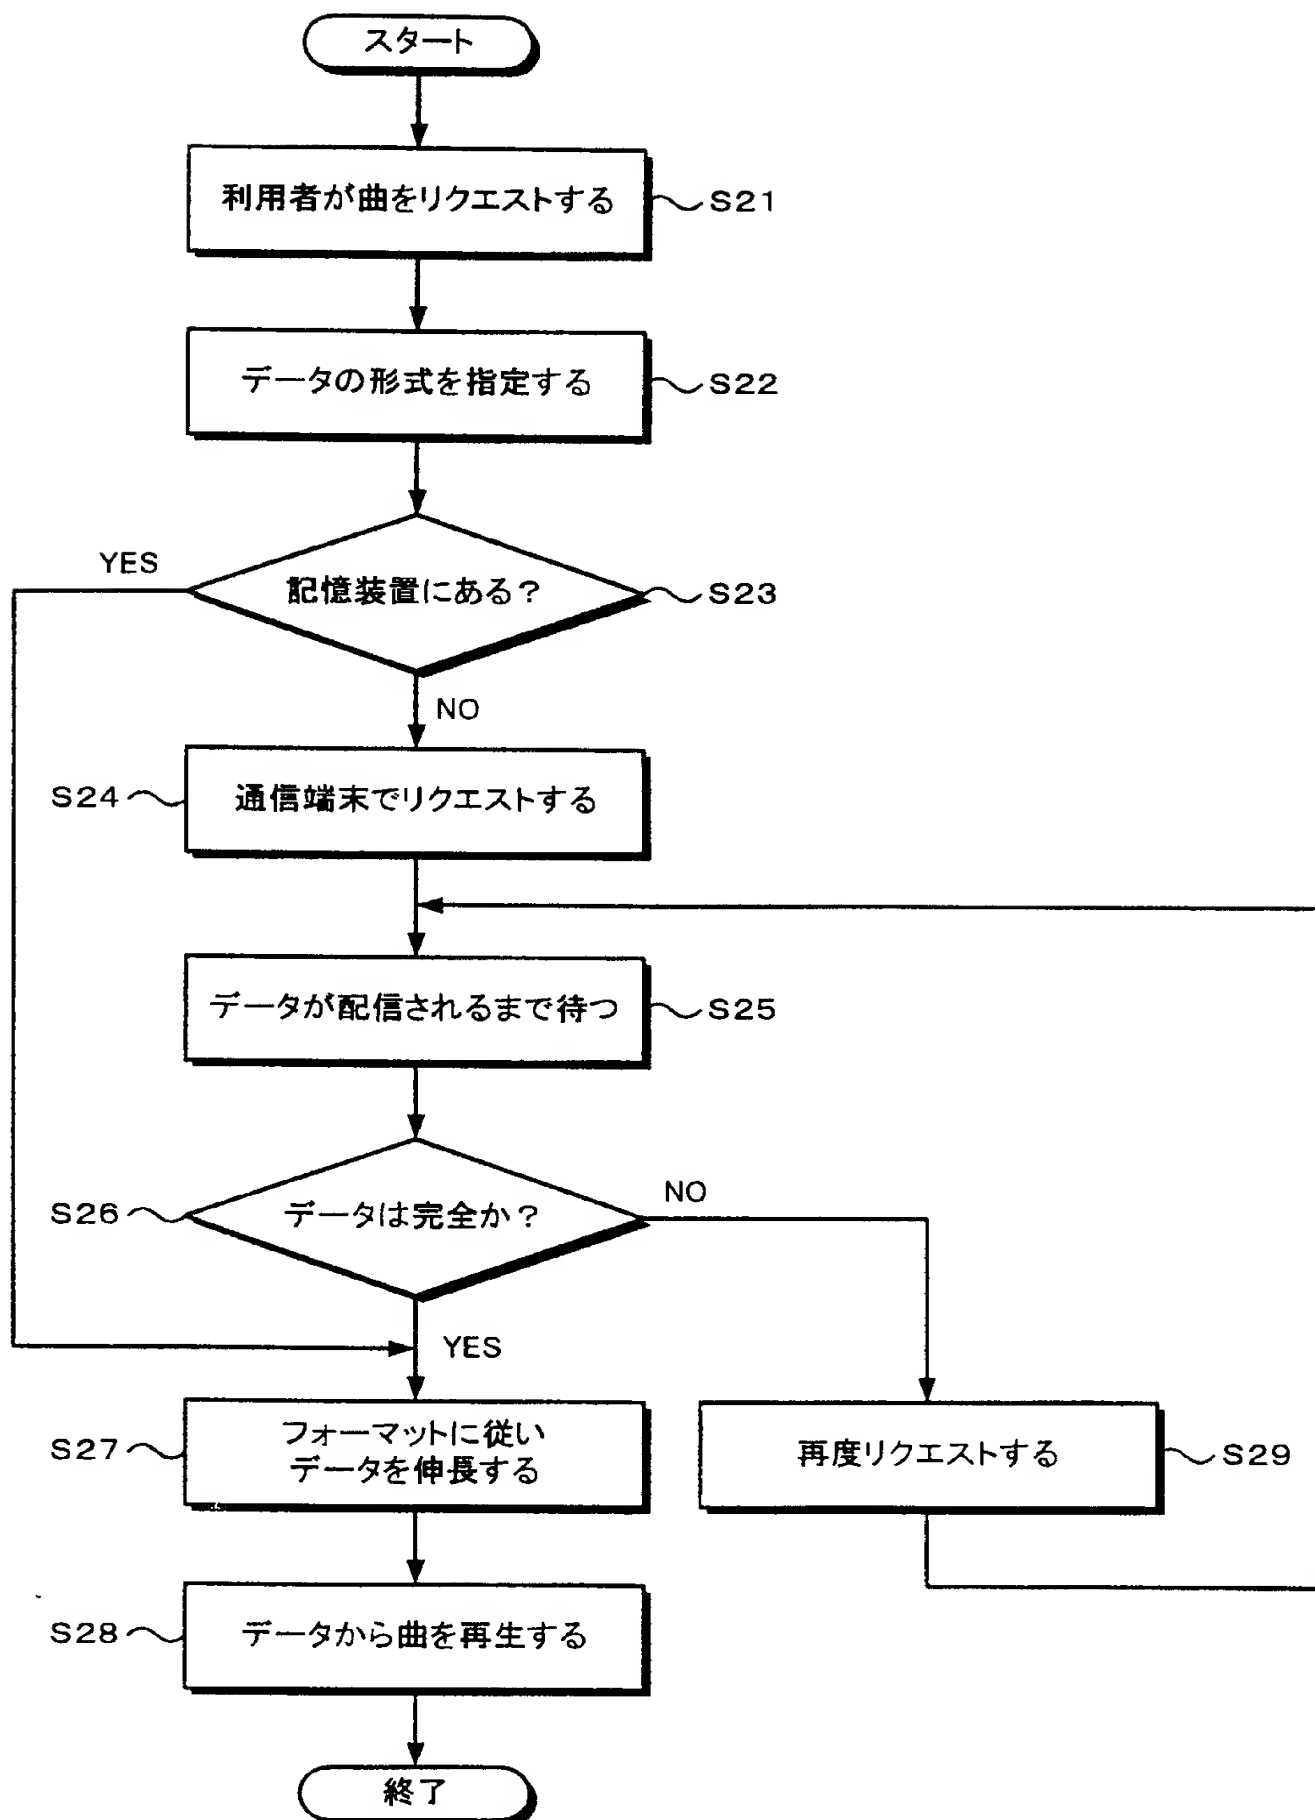 スタート
利用者が曲をリクエストする
S21
データの形式を指定する
S22
YES
記憶装置にある？
S23
NO
S24
通信端末でリクエストする
データが配信されるまで待つ
S25
S26
データは完全か？
NO
YES
S27
フォーマットに従い
データを伸長する
再度リクエストする
S29
S28
データから曲を再生する
終了